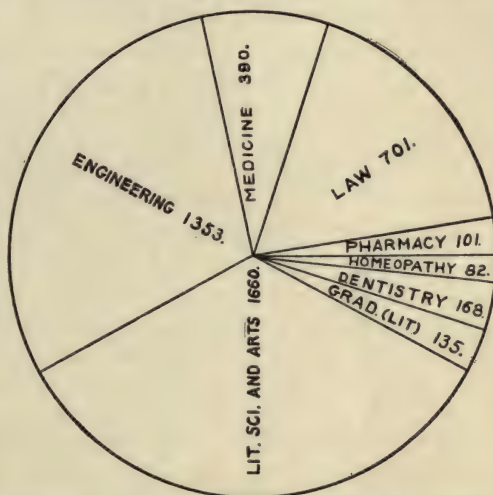 MEDICINE 390.
LAW 701.
ENGINEERING 1353.
PHARMACY 101.
HOMEOPATHY 82.
DENTISTRY 168.
GRAD.(LIT) 135.
LIT. SCI. AND ARTS 1660.